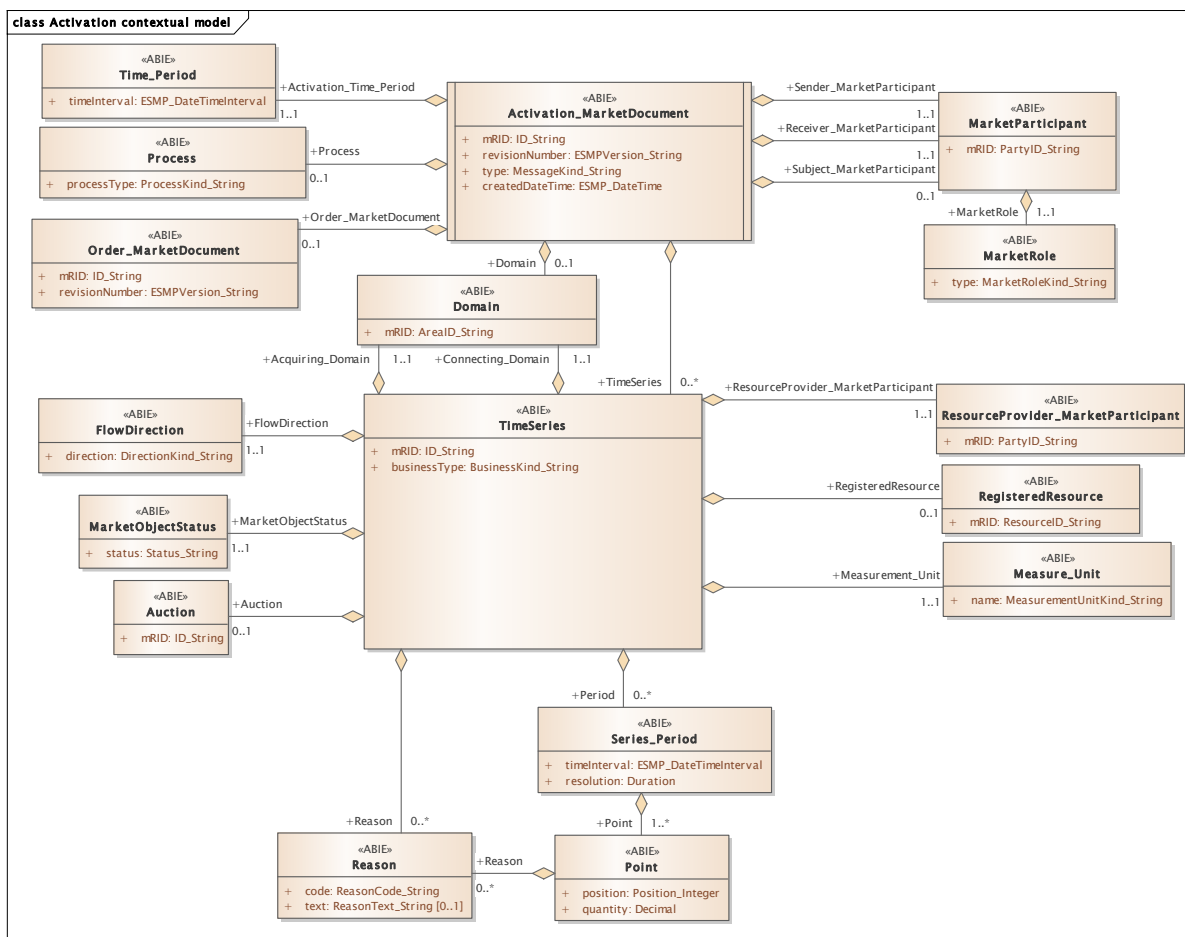 class Activation contextual model
«ABIE»
Time_Period
+ timeInterval: ESMP_DateTimeInterval
+Activation_Time_Period
1..1
«ABIE»
Process
+ processType: ProcessKind_String
+Process
0..1
«ABIE»
Order_MarketDocument
+ mRID: ID_String
+ revisionNumber: ESMPVersion_String
+Order_MarketDocument
0..1
«ABIE»
Activation_MarketDocument
+ mRID: ID_String
+ revisionNumber: ESMPVersion_String
+ type: MessageKind_String
+ createdDateTime: ESMP_DateTime
+Sender_MarketParticipant
1..1
+Receiver_MarketParticipant
1..1
+Subject_MarketParticipant
0..1
«ABIE»
MarketParticipant
+ mRID: PartyID_String
+MarketRole 1..1
«ABIE»
MarketRole
+ type: MarketRoleKind_String
+Domain 0..1
«ABIE»
Domain
+ mRID: AreaID_String
+Acquiring_Domain 1..1
+Connecting_Domain 1..1
+TimeSeries 0..*
«ABIE»
TimeSeries
+ mRID: ID_String
+ businessType: BusinessKind_String
«ABIE»
FlowDirection
+ direction: DirectionKind_String
+FlowDirection
1..1
«ABIE»
MarketObjectStatus
+ status: Status_String
+MarketObjectStatus
1..1
«ABIE»
Auction
+ mRID: ID_String
+Auction
0..1
+ResourceProvider_MarketParticipant
1..1
«ABIE»
ResourceProvider_MarketParticipant
+ mRID: PartyID_String
+RegisteredResource
0..1
«ABIE»
RegisteredResource
+ mRID: ResourceID_String
+Measurement_Unit
1..1
«ABIE»
Measure_Unit
+ name: MeasurementUnitKind_String
+Period 0..*
«ABIE»
Series_Period
+ timeInterval: ESMP_DateTimeInterval
+ resolution: Duration
+Reason 0..*
+Point 1..*
«ABIE»
Reason
+ code: ReasonCode_String
+ text: ReasonText_String [0..1]
+Reason
0..*
«ABIE»
Point
+ position: Position_Integer
+ quantity: Decimal